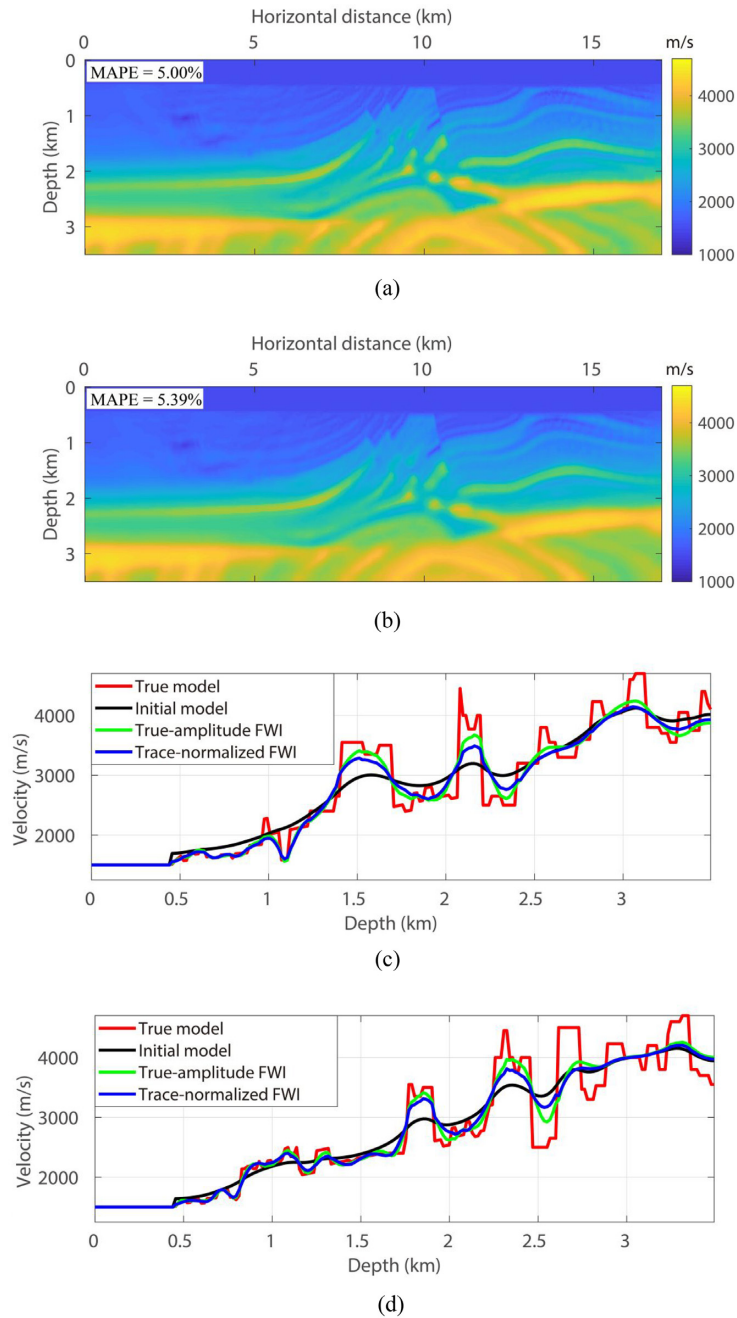 Horizontal distance (km)
0 5 10 15
m/s
MAPE = 5.00%
0
1
2
3
Depth (km)
4000
3000
2000
1000
(a)
Horizontal distance (km)
0 5 10 15
m/s
MAPE = 5.39%
0
1
2
3
Depth (km)
4000
3000
2000
1000
(b)
True model
Initial model
True-amplitude FWI
Trace-normalized FWI
4000
3000
2000
Velocity (m/s)
0 0.5 1 1.5 2 2.5 3
Depth (km)
(c)
True model
Initial model
True-amplitude FWI
Trace-normalized FWI
4000
3000
2000
Velocity (m/s)
0 0.5 1 1.5 2 2.5 3
Depth (km)
(d)